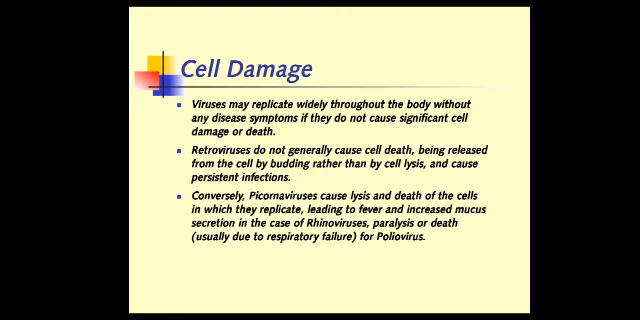 Cell Damage
Viruses may replicate widely throughout the body without
any disease symptoms if they do not cause significant cell
damage or death.
Retroviruses do not generally cause cell death, being released
from the cell by budding rather than by cell lysis, and cause
persistent infections.
Conversely, Picornaviruses cause lysis and death of the cells
in which they replicate, leading to fever and increased mucus
secretion in the case of Rhinoviruses, paralysis or death
(usually due to respiratory failure) for Poliovirus.